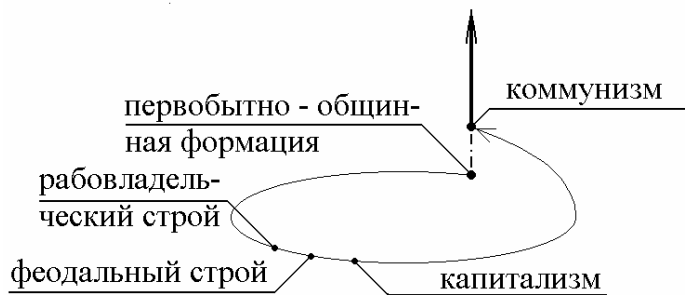 коммунизм
первобытно - общин-
ная формация
рабовладель-
ческий строй
феодальный строй
капитализм